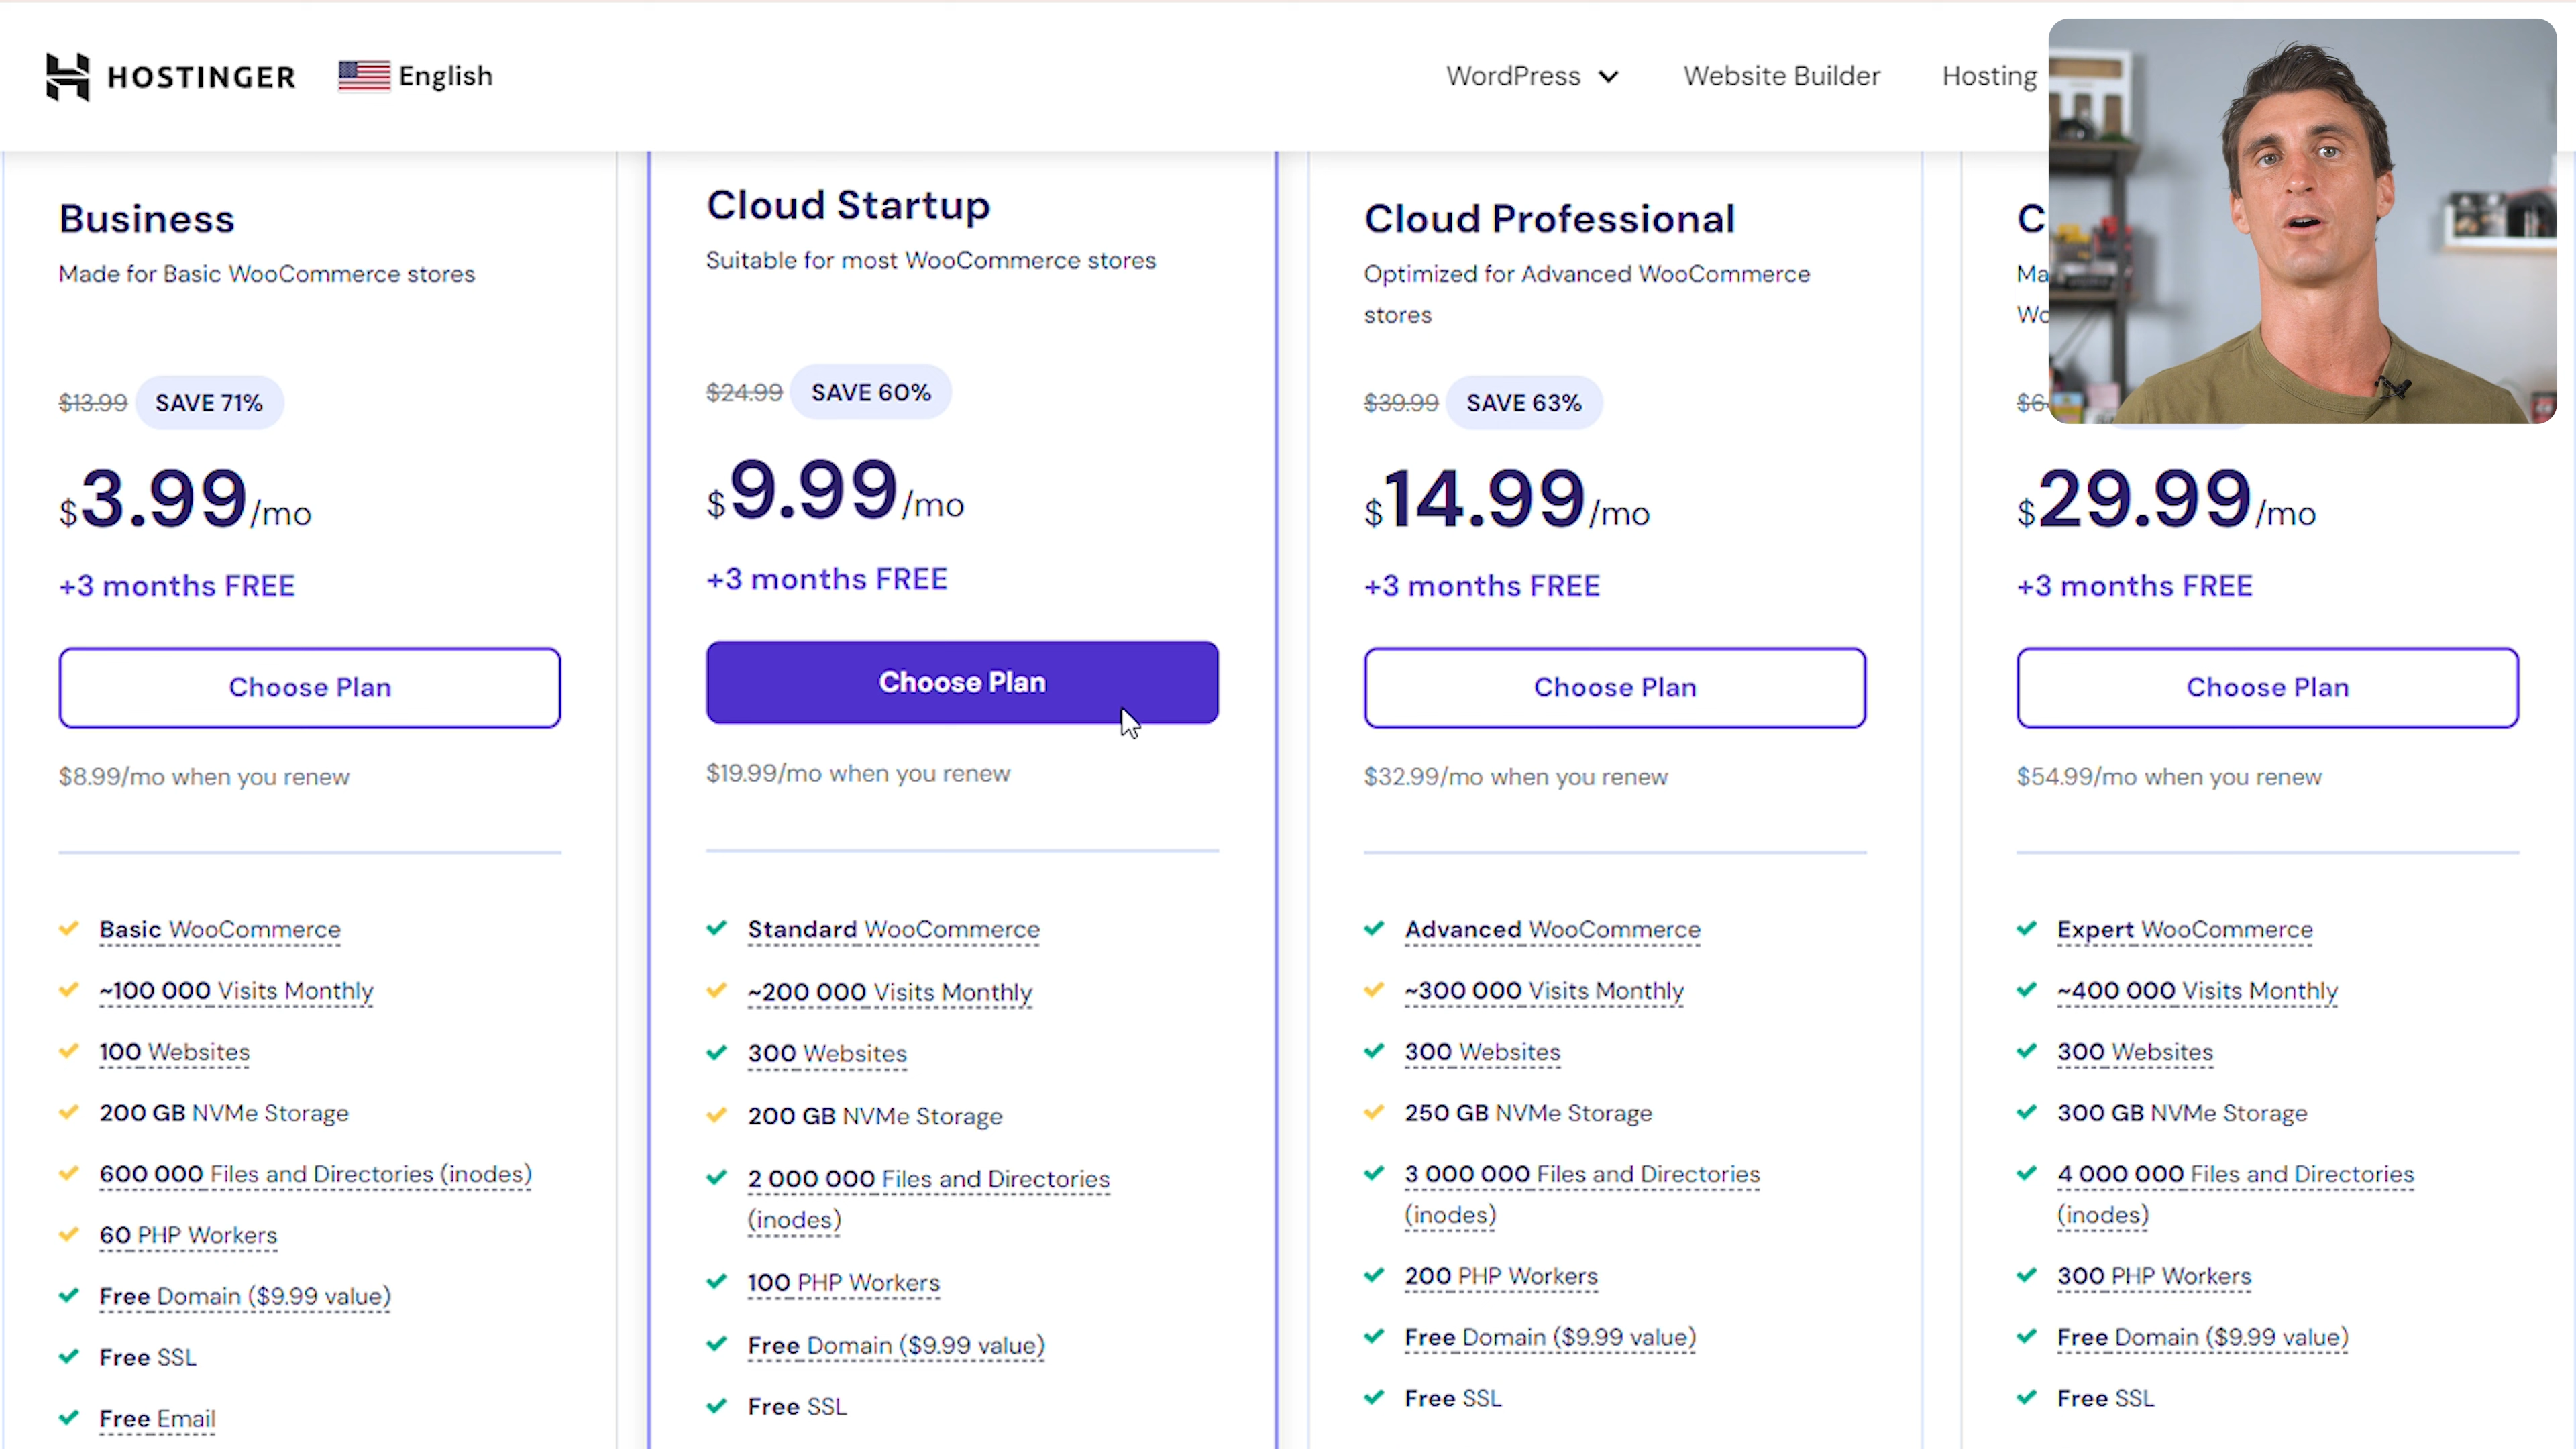 HOSTINGER
English
WordPress
Website Builder
Hosting
Business
Made for Basic WooCommerce stores
$13.99
SAVE 71%
$3.99/mo
+3 months FREE
Choose Plan
$8.99/mo when you renew
Basic WooCommerce
~100 000 Visits Monthly
100 Websites
200 GB NVMe Storage
600 000 Files and Directories (inodes)
60 PHP Workers
Free Domain ($9.99 value)
Free SSL
Free Email
Cloud Startup
Suitable for most WooCommerce stores
$24.99
SAVE 60%
$9.99/mo
+3 months FREE
Choose Plan
$19.99/mo when you renew
Standard WooCommerce
~200 000 Visits Monthly
300 Websites
200 GB NVMe Storage
2 000 000 Files and Directories
(inodes)
100 PHP Workers
Free Domain ($9.99 value)
Free SSL
Cloud Professional
Optimized for Advanced WooCommerce
stores
$39.99
SAVE 63%
$14.99/mo
+3 months FREE
Choose Plan
$32.99/mo when you renew
Advanced WooCommerce
~300 000 Visits Monthly
300 Websites
250 GB NVMe Storage
3 000 000 Files and Directories
(inodes)
200 PHP Workers
Free Domain ($9.99 value)
Free SSL
$29.99/mo
+3 months FREE
Choose Plan
$54.99/mo when you renew
Expert WooCommerce
~400 000 Visits Monthly
300 Websites
300 GB NVMe Storage
4 000 000 Files and Directories
(inodes)
300 PHP Workers
Free Domain ($9.99 value)
Free SSL